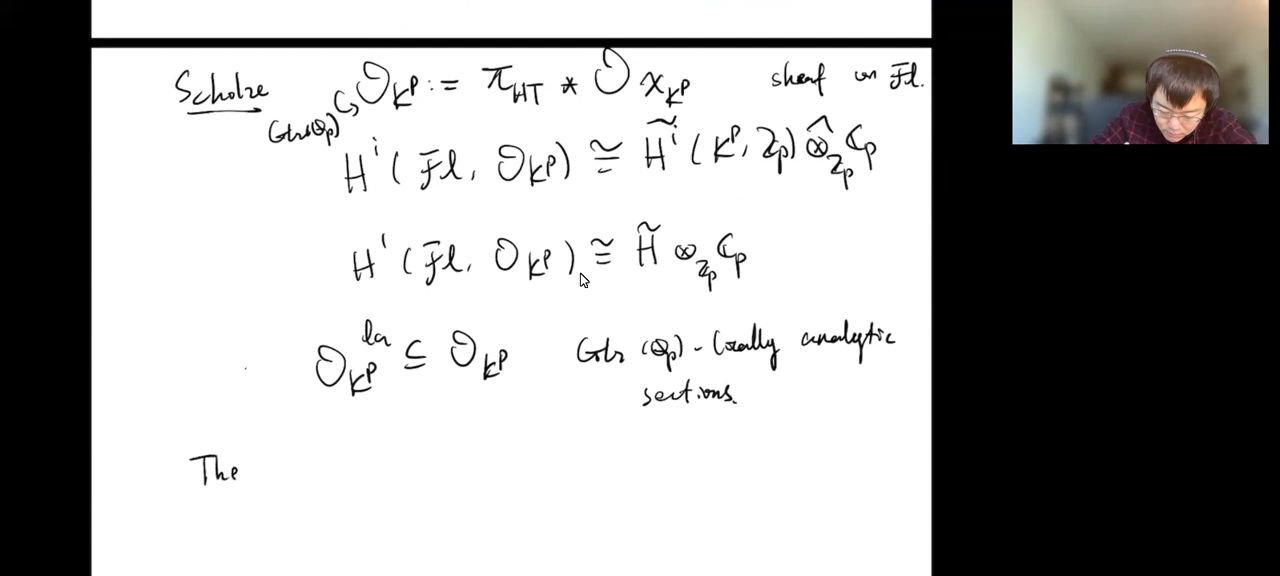 Scholze GL₂(ℚₚ) ↻ 𝒪_{K^p} := π_{HT *} 𝒪_{𝒳_{K^p}} sheaf on ℱℓ.
H^i(ℱℓ, 𝒪_{K^p}) ≅ H̃^i(K^p, ℤ_p) ⊗̂_{ℤ_p} C_p
H^1(ℱℓ, 𝒪_{K^p}) ≅ H̃ ⊗_{ℤ_p} C_p
𝒪_{K^p}^{la} ⊆ 𝒪_{K^p} GL₂(ℚₚ) - locally analytic
sections.
The